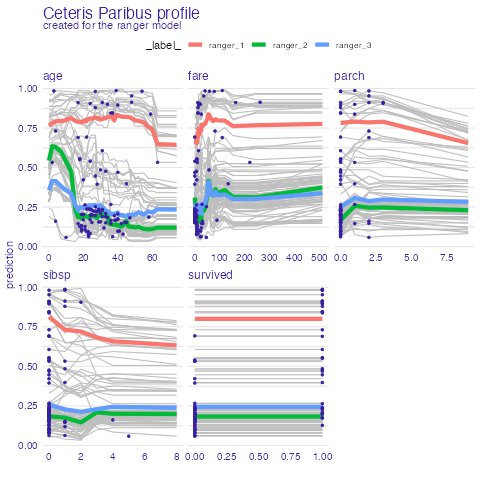 Ceteris Paribus profile
created for the ranger model
_label_ ranger_1 ranger_2 ranger_3
age fare parch
1.00
0.75
0.50
0.25
0.00
0 20 40 60 0 100 200 300 400 500 0.0 2.5 5.0 7.5
prediction
sibsp survived
1.00
0.75
0.50
0.25
0.00
0 2 4 6 8 0.00 0.25 0.50 0.75 1.00